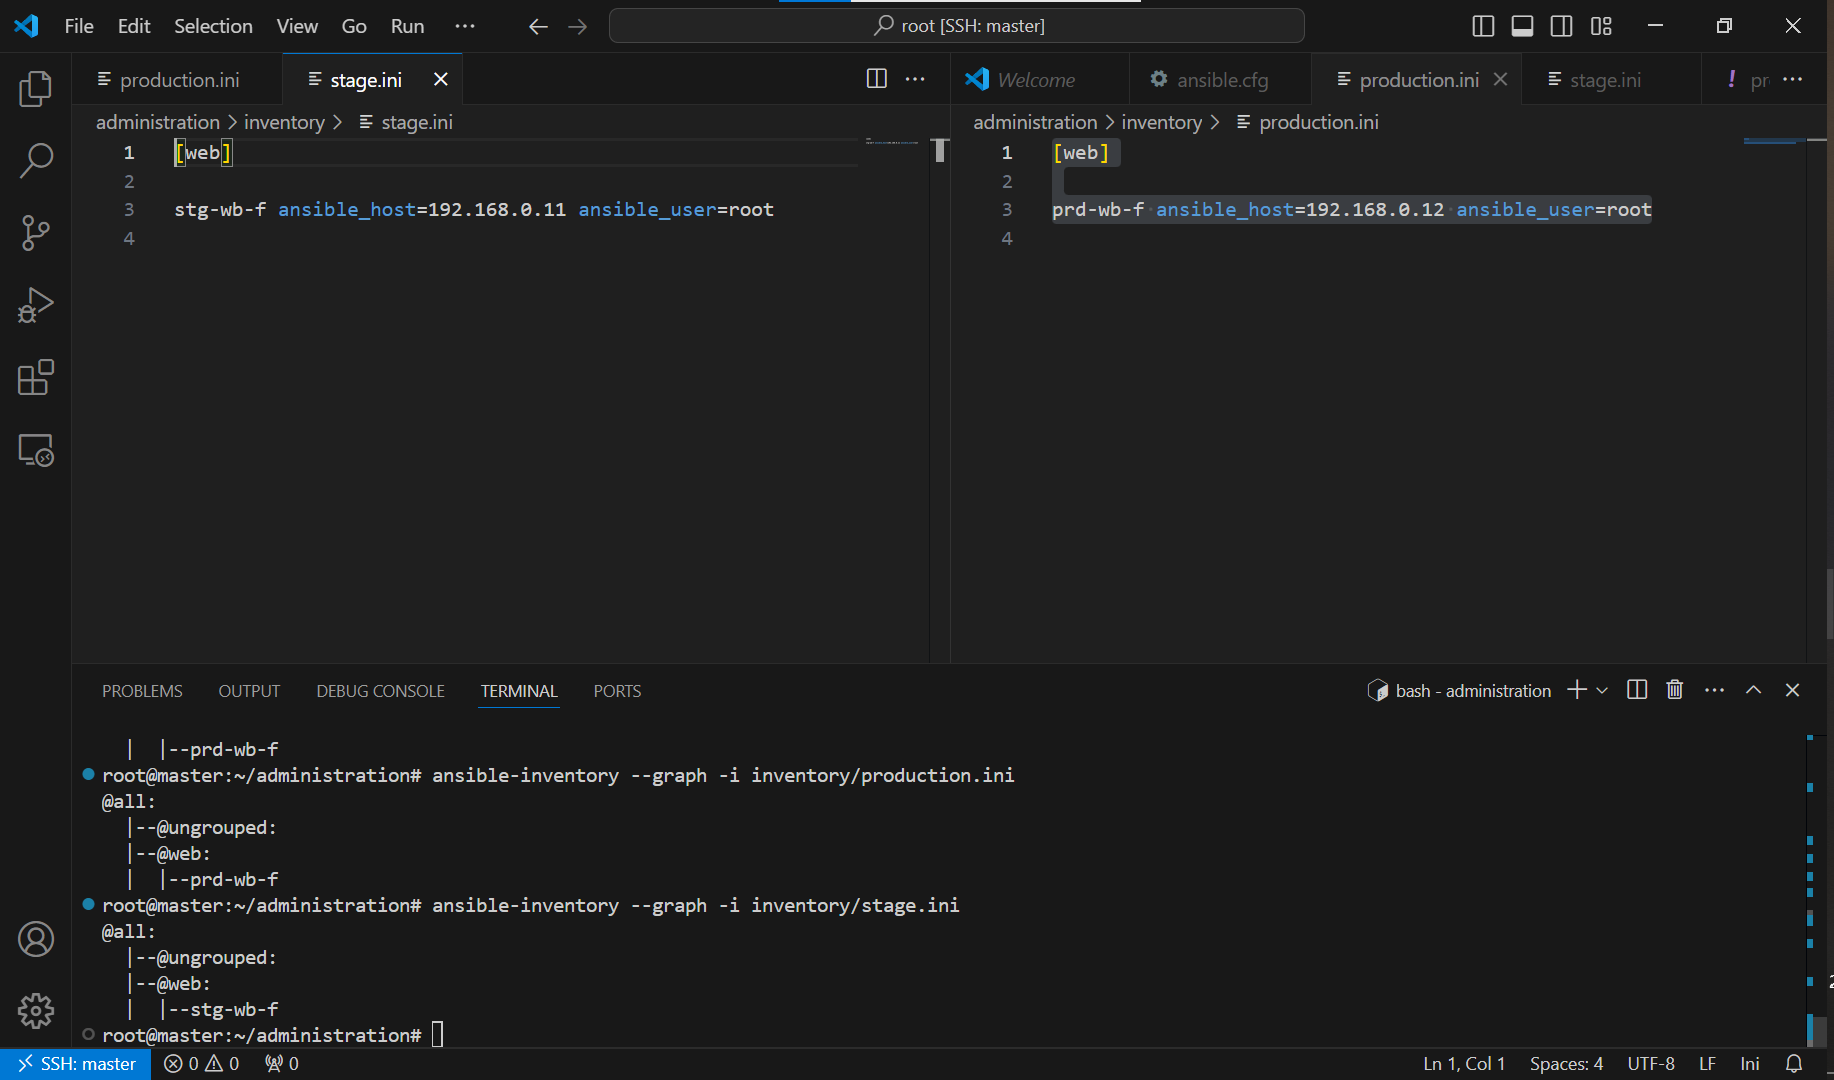 File Edit Selection View Go Run ··· root [SSH: master]
production.ini stage.ini
Welcome ansible.cfg production.ini stage.ini ! pr
administration > inventory > stage.ini
administration > inventory > production.ini
1 [web]
2
3 stg-wb-f ansible_host=192.168.0.11 ansible_user=root
4
1 [web]
2
3 prd-wb-f ansible_host=192.168.0.12 ansible_user=root
4
PROBLEMS OUTPUT DEBUG CONSOLE TERMINAL PORTS bash - administration
| |--prd-wb-f
root@master:~/administration# ansible-inventory --graph -i inventory/production.ini
@all:
|--@ungrouped:
|--@web:
| |--prd-wb-f
root@master:~/administration# ansible-inventory --graph -i inventory/stage.ini
@all:
|--@ungrouped:
|--@web:
| |--stg-wb-f
root@master:~/administration#
SSH: master 0 0 0 Ln 1, Col 1 Spaces: 4 UTF-8 LF Ini